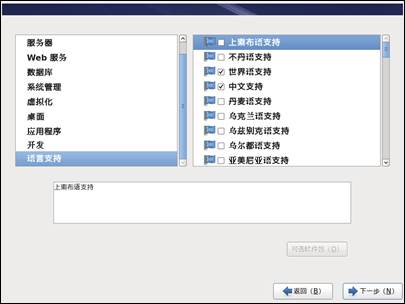 服务器
Web 服务
数据库
系统管理
虚拟化
桌面
应用程序
开发
语言支持
上索布语支持
不丹语支持
世界语支持
中文支持
丹麦语支持
乌克兰语支持
乌兹别克语支持
乌尔都语支持
亚美尼亚语支持
上索布语支持
可选软件包（O）
返回（B）
下一步（N）